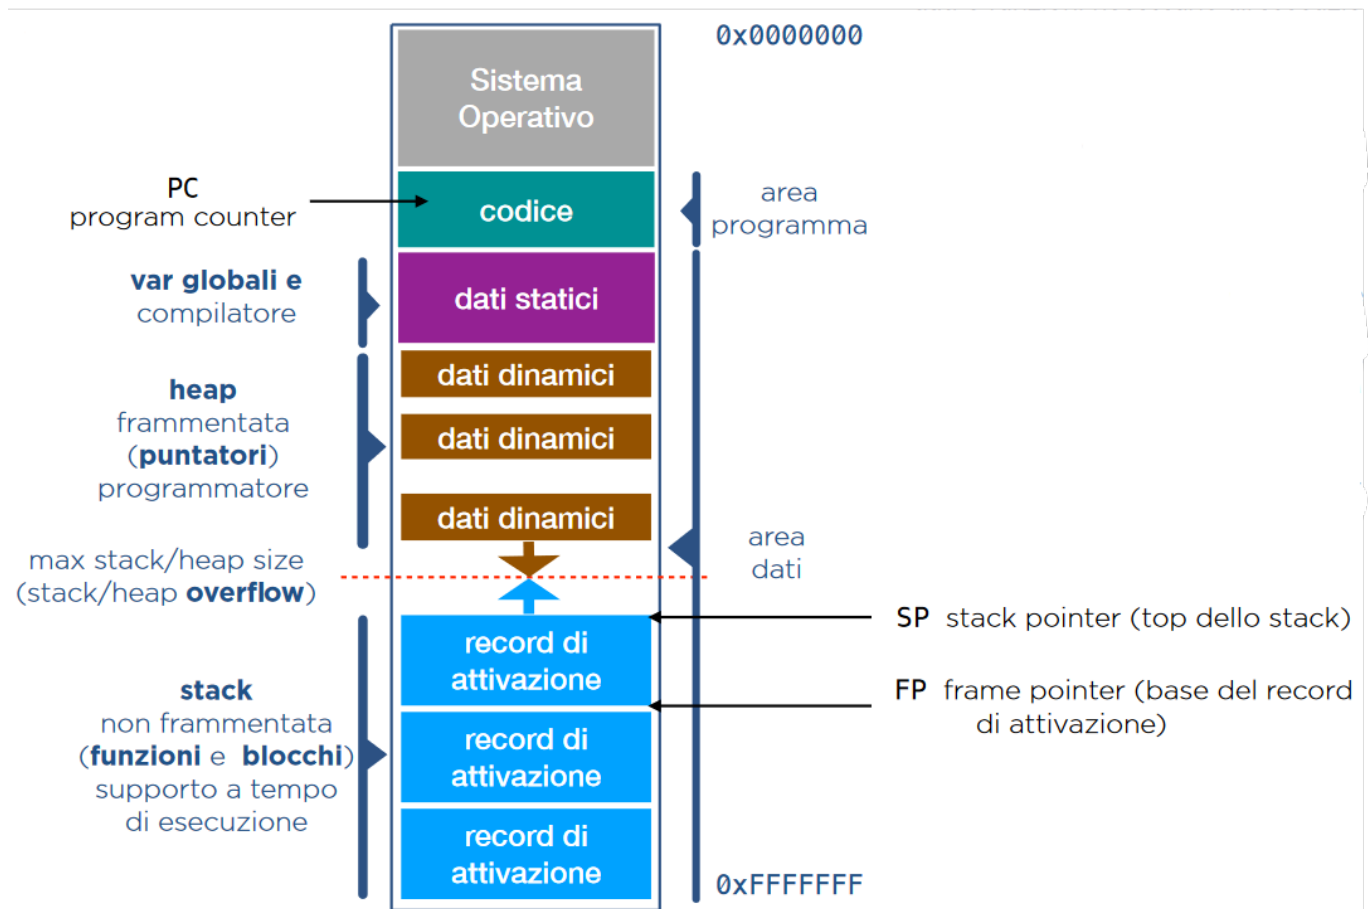 0x0000000
Sistema
Operativo
PC
program counter
codice
area
programma
var globali e
compilatore
dati statici
heap
frammentata
(puntatori)
programmatore
dati dinamici
dati dinamici
dati dinamici
max stack/heap size
(stack/heap overflow)
area
dati
SP stack pointer (top dello stack)
FP frame pointer (base del record
di attivazione)
stack
non frammentata
(funzioni e blocchi)
supporto a tempo
di esecuzione
record di
attivazione
record di
attivazione
record di
attivazione
0xFFFFFFF